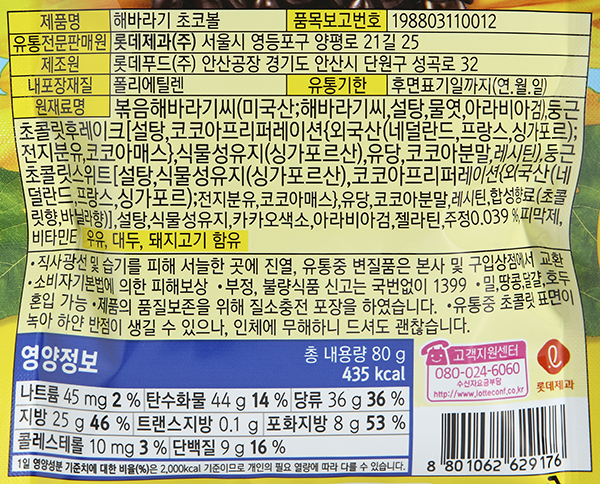 제품명 해바라기 초코볼 품목보고번호 198803110012
유통전문판매원 롯데제과(주) 서울시 영등포구 양평로 21길 25
제조원 롯데푸드(주) 안산공장 경기도 안산시 단원구 성곡로 32
내포장재질 폴리에틸렌 유통기한 후면표기일까지(연.월.일)
원재료명 볶음해바라기씨(미국산;해바라기씨,설탕,물엿,아라비아검),둥근
초콜릿후레이크[설탕,코코아프리퍼레이션{외국산(네덜란드,프랑스,싱가포르);
전지분유,코코아매스},식물성유지(싱가포르산),유당,코코아분말,레시틴),둥근
초콜릿스위트[설탕,식물성유지(싱가포르산),코코아프리퍼레이션{외국산(네
덜란드,프랑스,싱가포르);전지분유,코코아매스},유당,코코아분말,레시틴,합성향료(초콜
릿향,바닐라향)],설탕,식물성유지,카카오색소,아라비아검,젤라틴,주정0.039%,피막제,
비타민E 우유, 대두, 돼지고기 함유
•직사광선 및 습기를 피해 서늘한 곳에 진열, 유통중 변질품은 본사 및 구입상점에서 교환
•소비자기본법에 의한 피해보상 •부정, 불량식품 신고는 국번없이 1399 •밀,땅콩,달걀,호두
혼입 가능 •제품의 품질보존을 위해 질소충전 포장을 하였습니다. •유통중 초콜릿 표면이
녹아 하얀 반점이 생길 수 있으나, 인체에 무해하니 드셔도 괜찮습니다.
영양정보 총 내용량 80 g
435 kcal
나트륨 45 mg 2 % 탄수화물 44 g 14 % 당류 36 g 36 %
지방 25 g 46 % 트랜스지방 0.1 g 포화지방 8 g 53 %
콜레스테롤 10 mg 3 % 단백질 9 g 16 %
1일 영양성분 기준치에 대한 비율(%)은 2,000kcal 기준이므로 개인의 필요 열량에 따라 다를 수 있습니다.
고객지원센터
080-024-6060
수신자요금부담
http://www.lotteconf.co.kr
롯데제과
8 801062 629176